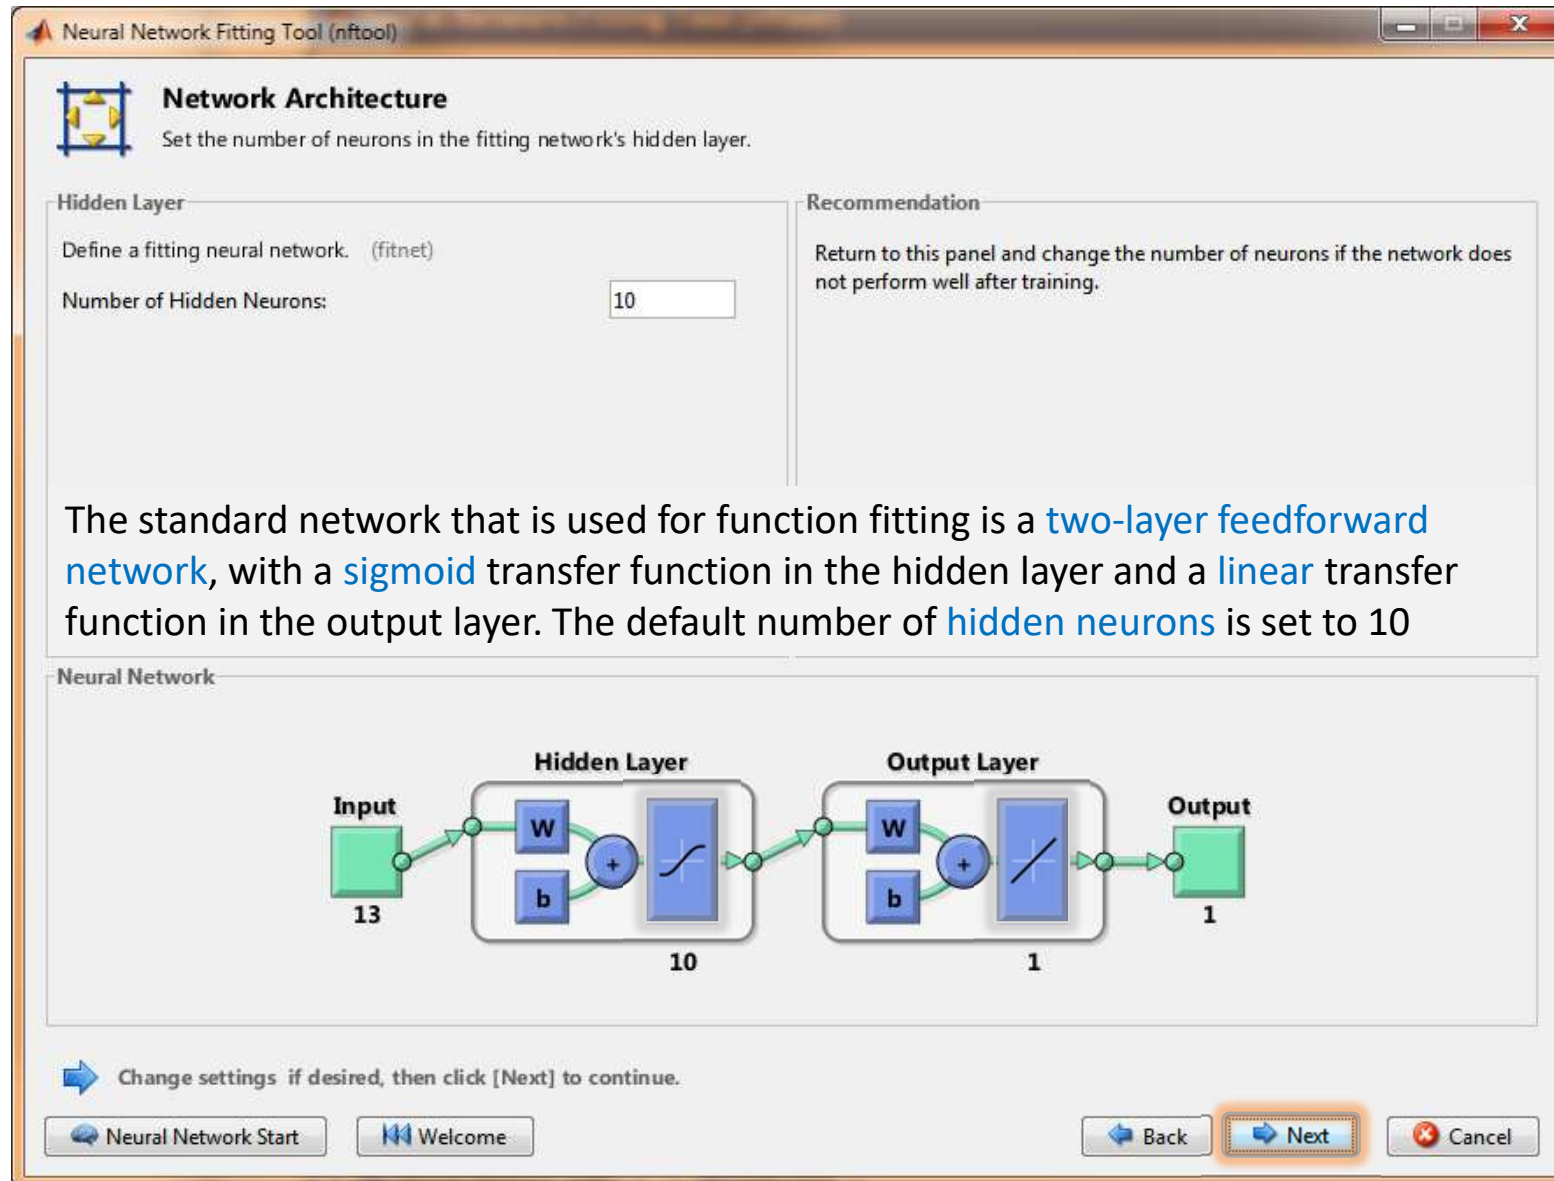 Neural Network Fitting Tool (nftool)
Network Architecture
Set the number of neurons in the fitting network's hidden layer.
Hidden Layer
Define a fitting neural network. (fitnet)
Number of Hidden Neurons: 10
Recommendation
Return to this panel and change the number of neurons if the network does
not perform well after training.
The standard network that is used for function fitting is a two-layer feedforward
network, with a sigmoid transfer function in the hidden layer and a linear transfer
function in the output layer. The default number of hidden neurons is set to 10
Neural Network
Hidden Layer
Output Layer
Input
Output
W
b
+
W
b
+
13
10
1
1
Change settings if desired, then click [Next] to continue.
Neural Network Start
Welcome
Back
Next
Cancel